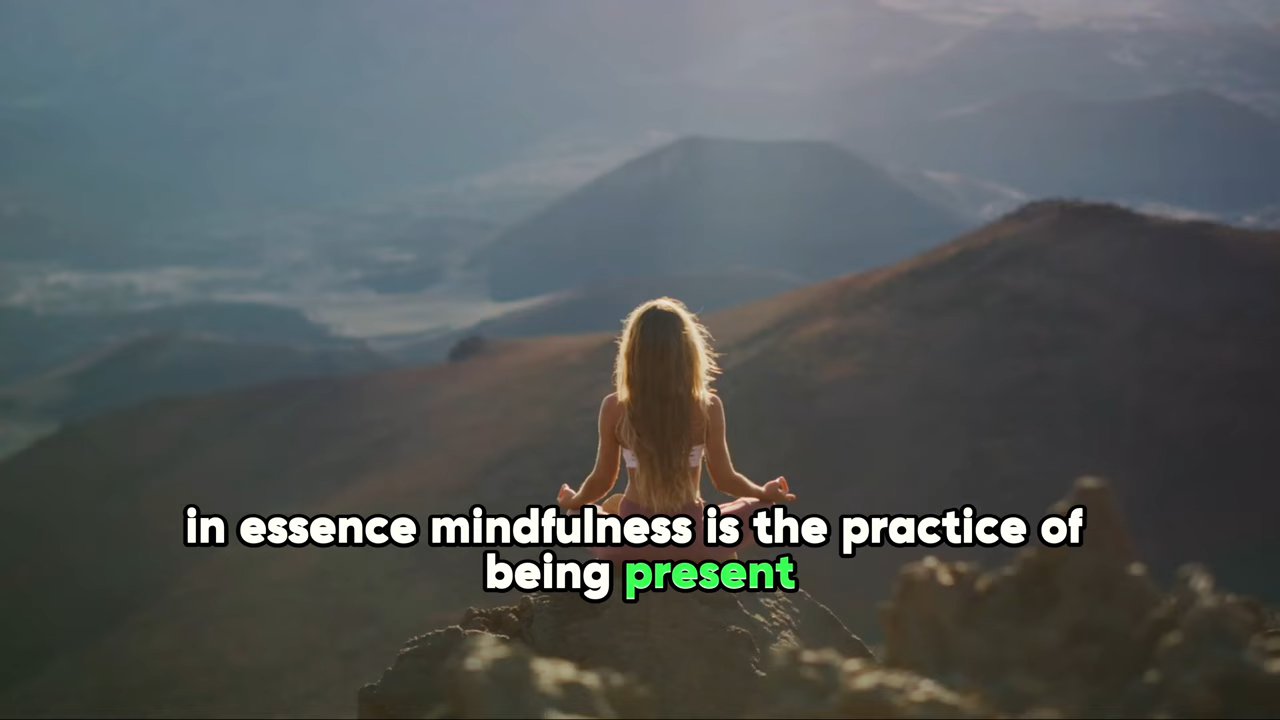 in essence mindfulness is the practice of
being present